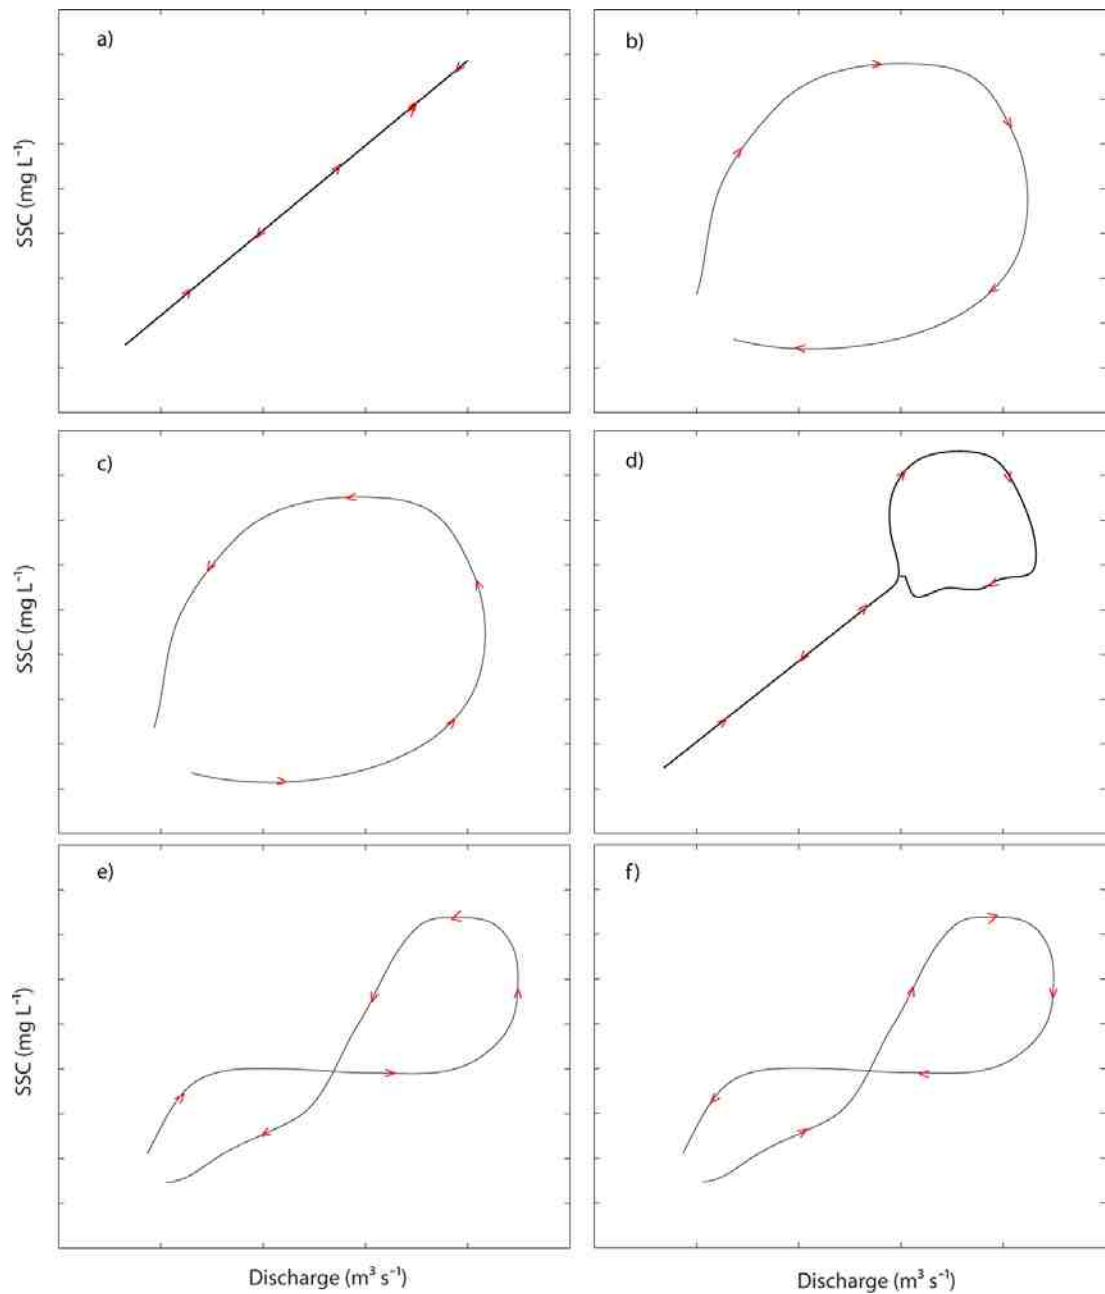 a)
b)
SSC (mg L⁻¹)
c)
d)
SSC (mg L⁻¹)
e)
f)
SSC (mg L⁻¹)
Discharge (m³ s⁻¹)
Discharge (m³ s⁻¹)